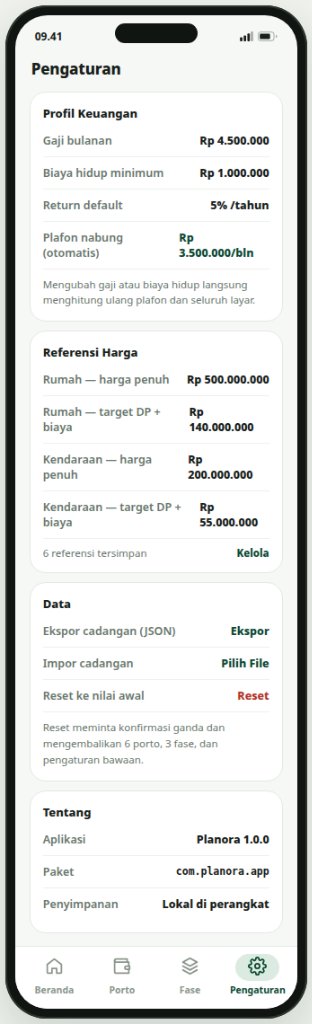 09.41
Pengaturan
Profil Keuangan
Gaji bulanan Rp 4.500.000
Biaya hidup minimum Rp 1.000.000
Return default 5% /tahun
Plafon nabung (otomatis) Rp 3.500.000/bln
Mengubah gaji atau biaya hidup langsung
menghitung ulang plafon dan seluruh layar.
Referensi Harga
Rumah — harga penuh Rp 500.000.000
Rumah — target DP + biaya Rp 140.000.000
Kendaraan — harga penuh Rp 200.000.000
Kendaraan — target DP + biaya Rp 55.000.000
6 referensi tersimpan Kelola
Data
Ekspor cadangan (JSON) Ekspor
Impor cadangan Pilih File
Reset ke nilai awal Reset
Reset meminta konfirmasi ganda dan
mengembalikan 6 porto, 3 fase, dan
pengaturan bawaan.
Tentang
Aplikasi Planora 1.0.0
Paket com.planora.app
Penyimpanan Lokal di perangkat
Beranda Porto Fase Pengaturan